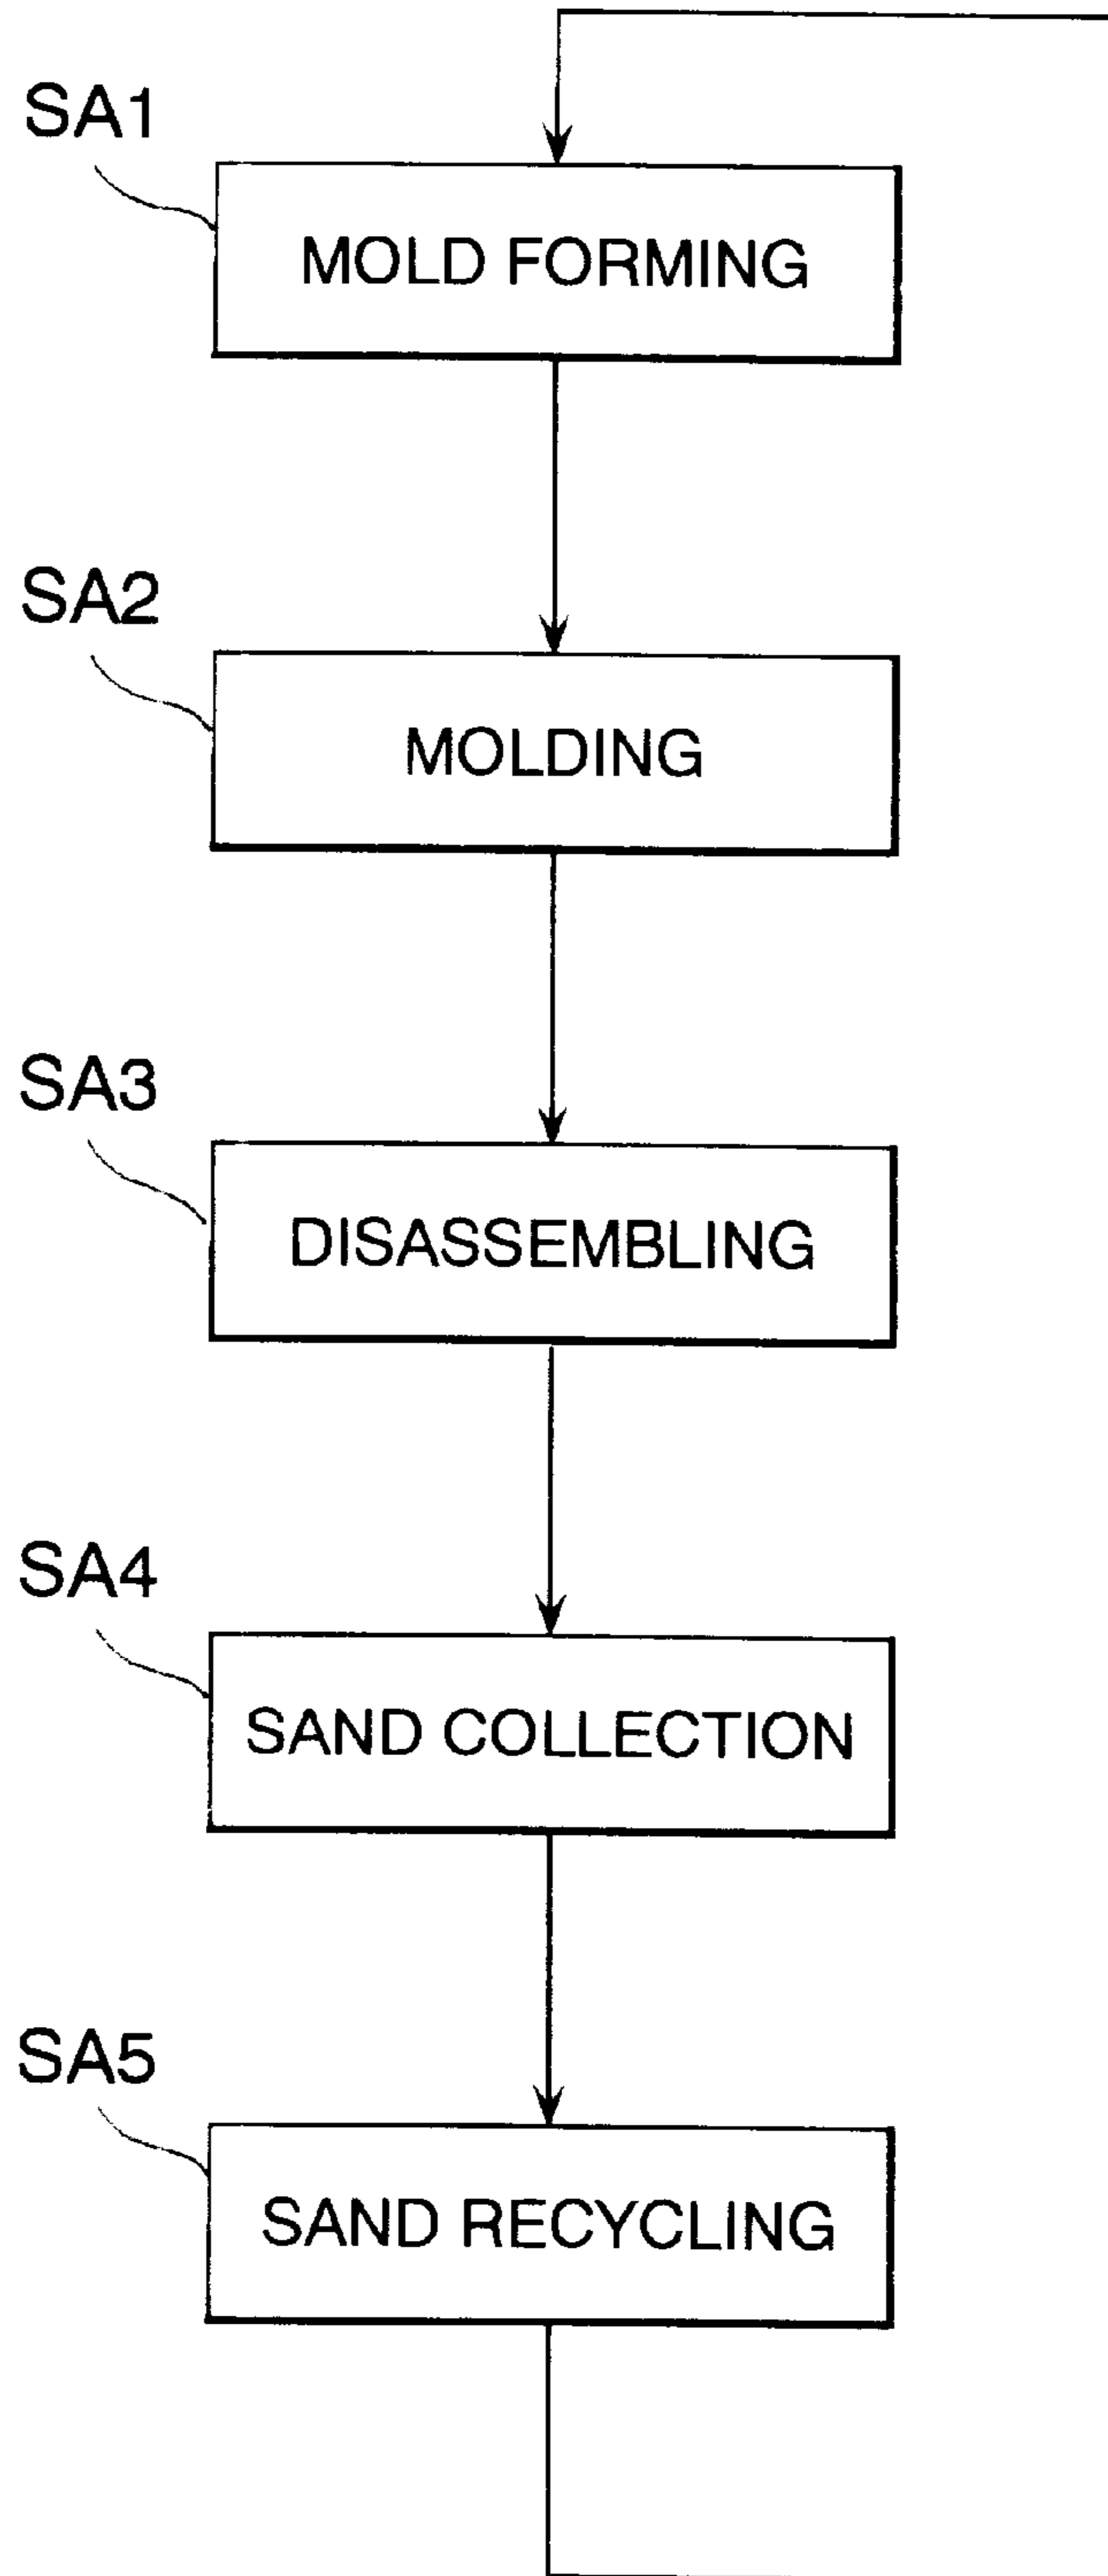 SA1
MOLD FORMING
SA2
MOLDING
SA3
DISASSEMBLING
SA4
SAND COLLECTION
SA5
SAND RECYCLING